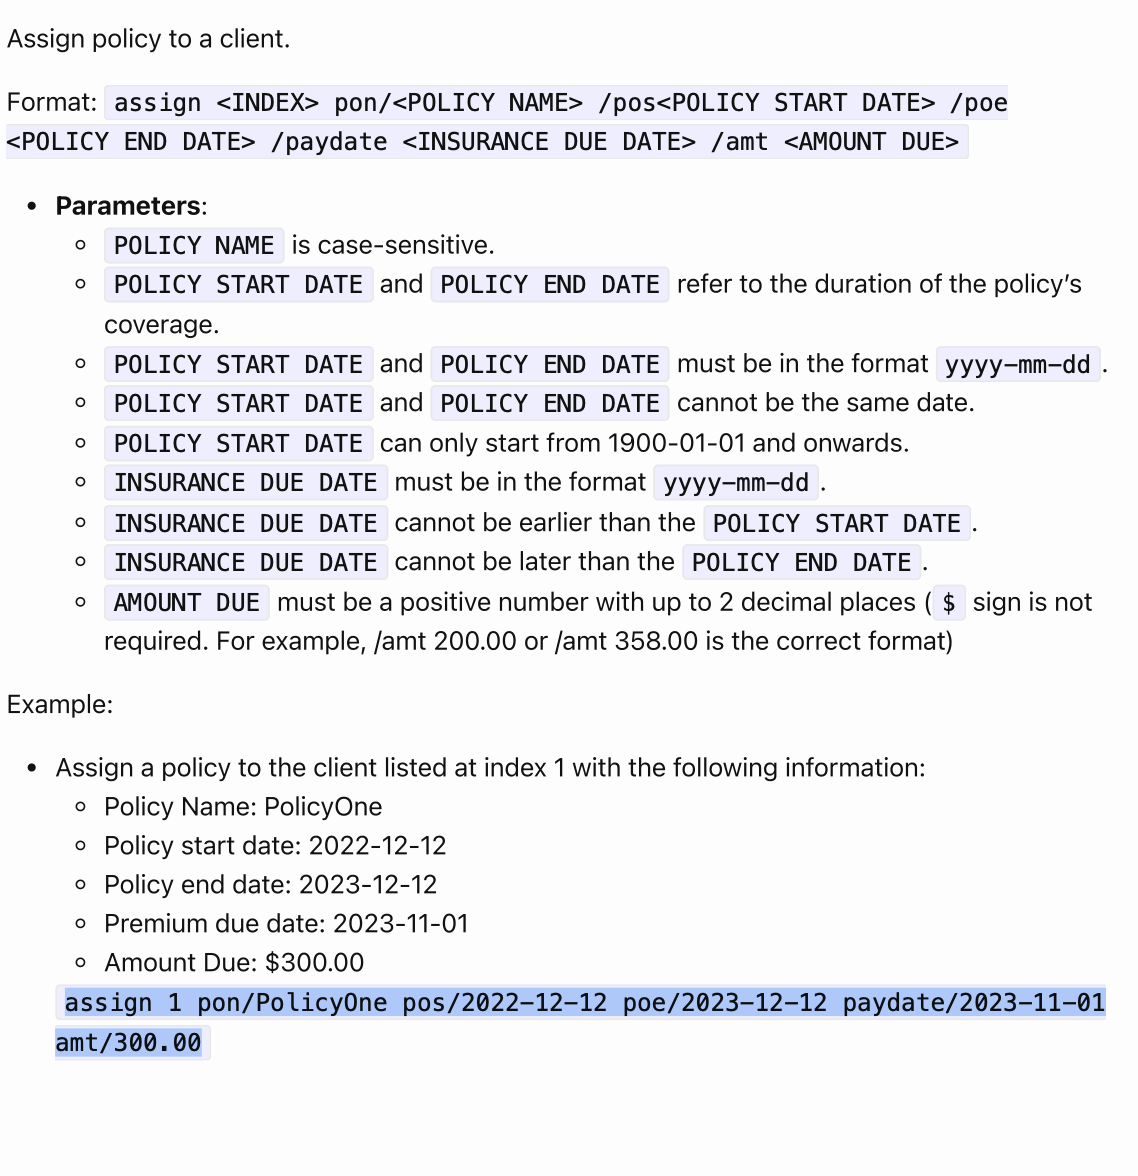 Assign policy to a client.
Format: assign <INDEX> pon/<POLICY NAME> /pos<POLICY START DATE> /poe
<POLICY END DATE> /paydate <INSURANCE DUE DATE> /amt <AMOUNT DUE>
• Parameters:
◦ POLICY NAME is case-sensitive.
◦ POLICY START DATE and POLICY END DATE refer to the duration of the policy’s
coverage.
◦ POLICY START DATE and POLICY END DATE must be in the format yyyy-mm-dd.
◦ POLICY START DATE and POLICY END DATE cannot be the same date.
◦ POLICY START DATE can only start from 1900-01-01 and onwards.
◦ INSURANCE DUE DATE must be in the format yyyy-mm-dd.
◦ INSURANCE DUE DATE cannot be earlier than the POLICY START DATE.
◦ INSURANCE DUE DATE cannot be later than the POLICY END DATE.
◦ AMOUNT DUE must be a positive number with up to 2 decimal places ($ sign is not
required. For example, /amt 200.00 or /amt 358.00 is the correct format)
Example:
• Assign a policy to the client listed at index 1 with the following information:
◦ Policy Name: PolicyOne
◦ Policy start date: 2022-12-12
◦ Policy end date: 2023-12-12
◦ Premium due date: 2023-11-01
◦ Amount Due: $300.00
assign 1 pon/PolicyOne pos/2022-12-12 poe/2023-12-12 paydate/2023-11-01
amt/300.00